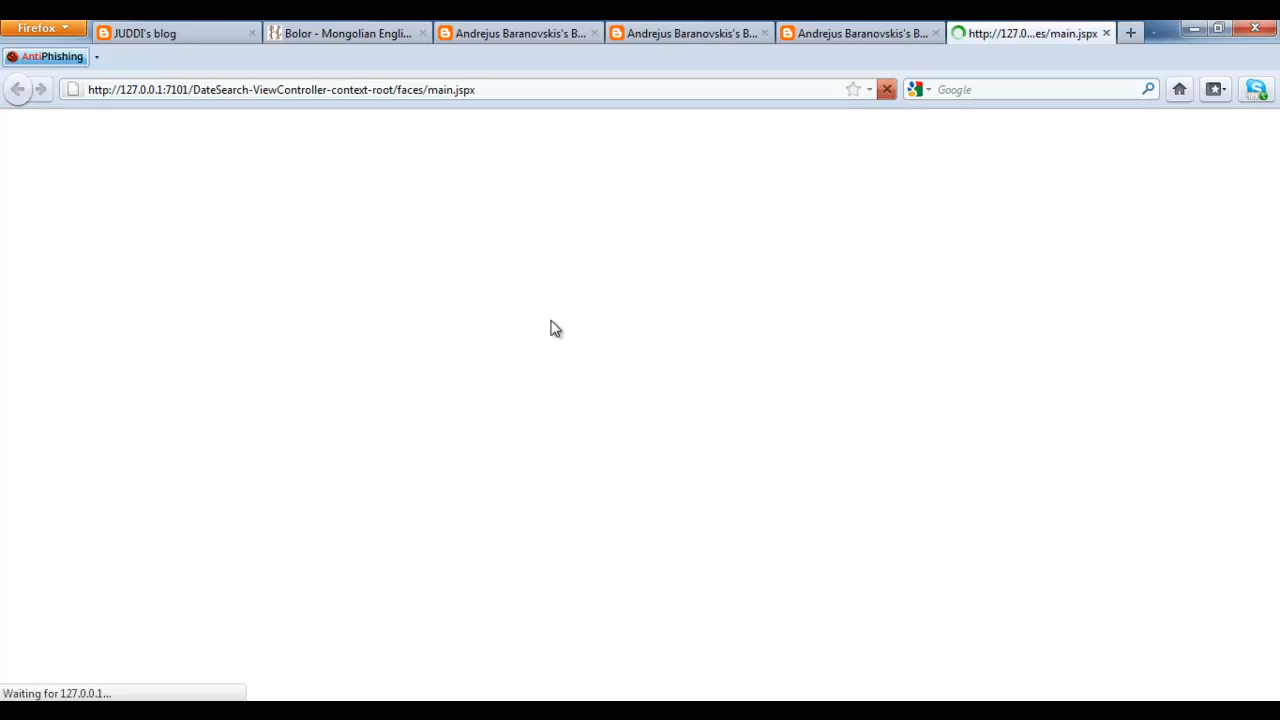 Firefox
JUDDI's blog
Bolor - Mongolian Engli...
Andrejus Baranovskis's B...
Andrejus Baranovskis's B...
Andrejus Baranovskis's B...
http://127.0...es/main.jspx
AntiPhishing
http://127.0.0.1:7101/DateSearch-ViewController-context-root/faces/main.jspx
Google
Waiting for 127.0.0.1...